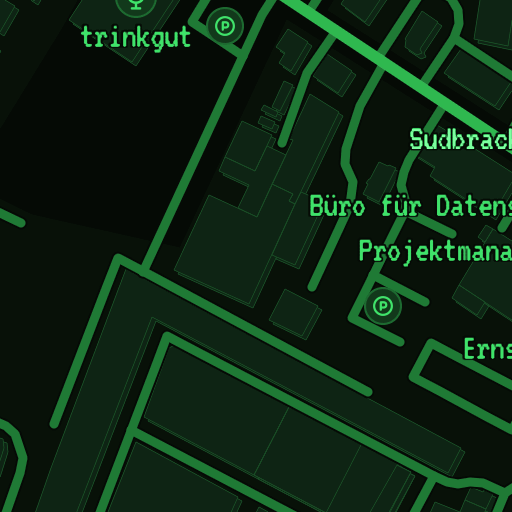 trinkgut
P
Sudbrac
Büro für Datens
Projektmana
P
Erns